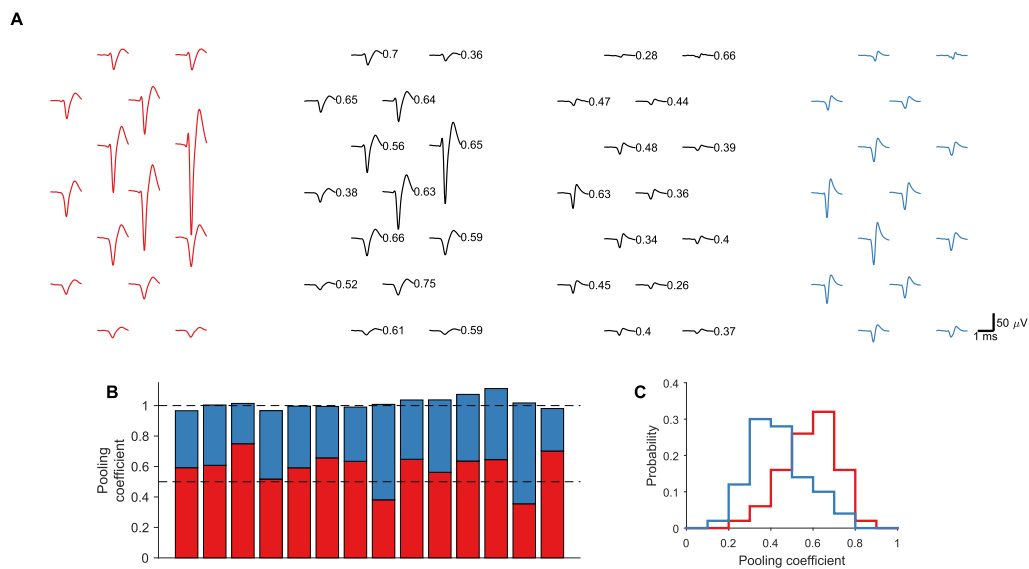 A
0.7 0.36 0.28 0.66
0.65 0.64 0.47 0.44
0.56 0.65 0.48 0.39
0.38 0.63 0.63 0.36
0.66 0.59 0.34 0.4
0.52 0.75 0.45 0.26
0.61 0.59 0.4 0.37
50 μV
1 ms
B
Pooling
coefficient
1
0.8
0.6
0.4
0.2
0
C
Probability
0.4
0.3
0.2
0.1
0
0 0.2 0.4 0.6 0.8 1
Pooling coefficient